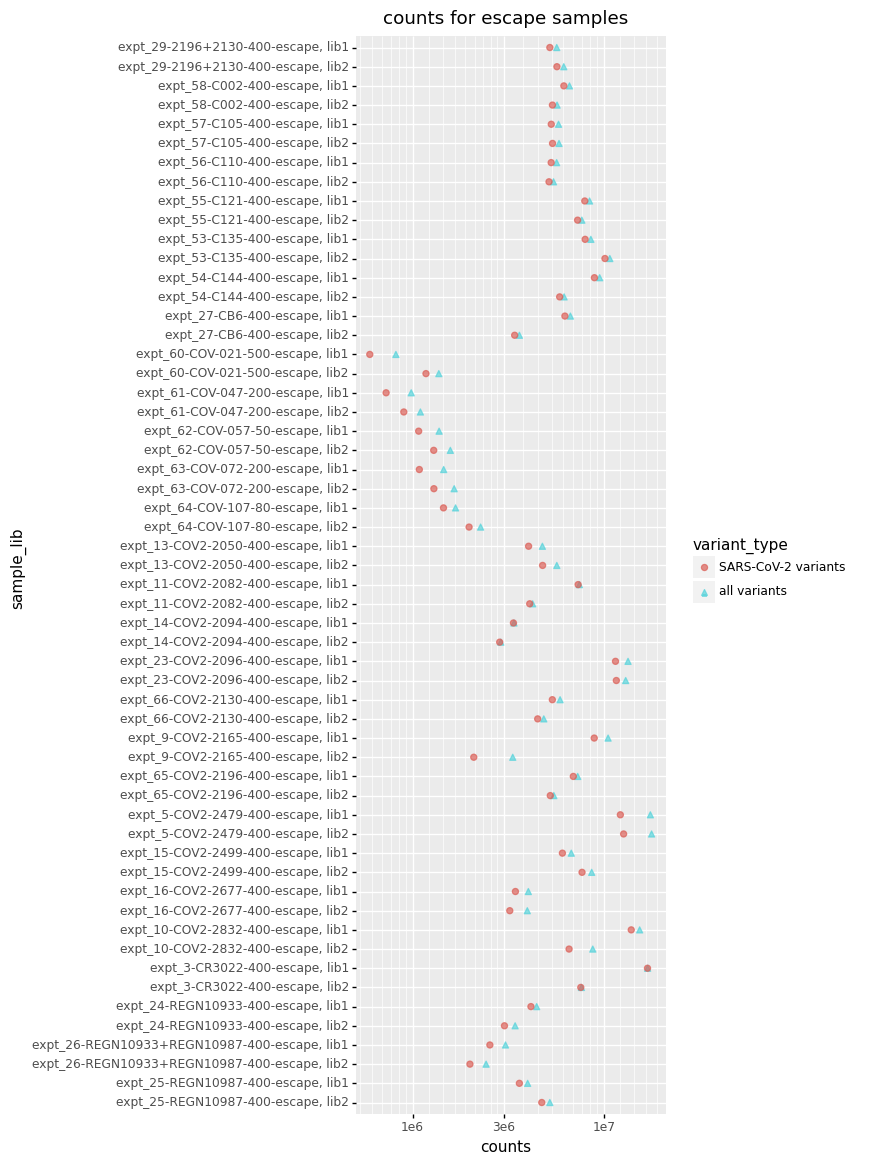 counts for escape samples
expt_29-2196+2130-400-escape, lib1
expt_29-2196+2130-400-escape, lib2
expt_58-C002-400-escape, lib1
expt_58-C002-400-escape, lib2
expt_57-C105-400-escape, lib1
expt_57-C105-400-escape, lib2
expt_56-C110-400-escape, lib1
expt_56-C110-400-escape, lib2
expt_55-C121-400-escape, lib1
expt_55-C121-400-escape, lib2
expt_53-C135-400-escape, lib1
expt_53-C135-400-escape, lib2
expt_54-C144-400-escape, lib1
expt_54-C144-400-escape, lib2
expt_27-CB6-400-escape, lib1
expt_27-CB6-400-escape, lib2
expt_60-COV-021-500-escape, lib1
expt_60-COV-021-500-escape, lib2
expt_61-COV-047-200-escape, lib1
expt_61-COV-047-200-escape, lib2
expt_62-COV-057-50-escape, lib1
expt_62-COV-057-50-escape, lib2
expt_63-COV-072-200-escape, lib1
expt_63-COV-072-200-escape, lib2
expt_64-COV-107-80-escape, lib1
expt_64-COV-107-80-escape, lib2
expt_13-COV2-2050-400-escape, lib1
expt_13-COV2-2050-400-escape, lib2
expt_11-COV2-2082-400-escape, lib1
expt_11-COV2-2082-400-escape, lib2
expt_14-COV2-2094-400-escape, lib1
expt_14-COV2-2094-400-escape, lib2
expt_23-COV2-2096-400-escape, lib1
expt_23-COV2-2096-400-escape, lib2
expt_66-COV2-2130-400-escape, lib1
expt_66-COV2-2130-400-escape, lib2
expt_9-COV2-2165-400-escape, lib1
expt_9-COV2-2165-400-escape, lib2
expt_65-COV2-2196-400-escape, lib1
expt_65-COV2-2196-400-escape, lib2
expt_5-COV2-2479-400-escape, lib1
expt_5-COV2-2479-400-escape, lib2
expt_15-COV2-2499-400-escape, lib1
expt_15-COV2-2499-400-escape, lib2
expt_16-COV2-2677-400-escape, lib1
expt_16-COV2-2677-400-escape, lib2
expt_10-COV2-2832-400-escape, lib1
expt_10-COV2-2832-400-escape, lib2
expt_3-CR3022-400-escape, lib1
expt_3-CR3022-400-escape, lib2
expt_24-REGN10933-400-escape, lib1
expt_24-REGN10933-400-escape, lib2
expt_26-REGN10933+REGN10987-400-escape, lib1
expt_26-REGN10933+REGN10987-400-escape, lib2
expt_25-REGN10987-400-escape, lib1
expt_25-REGN10987-400-escape, lib2
sample_lib
1e6 3e6 1e7
counts
variant_type
SARS-CoV-2 variants
all variants